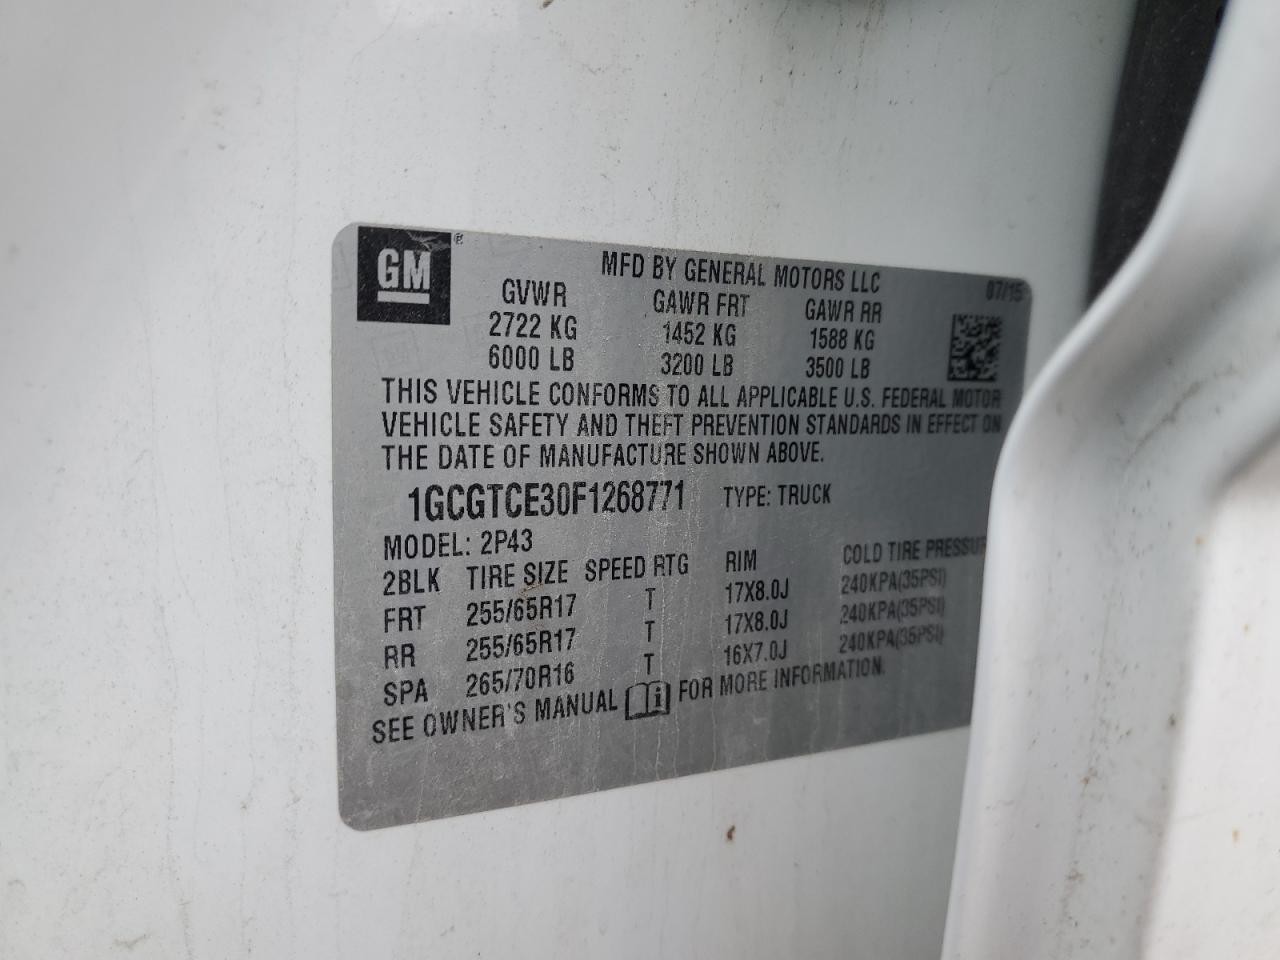 GM ®
MFD BY GENERAL MOTORS LLC
07/15
GVWR GAWR FRT GAWR RR
2722 KG 1452 KG 1588 KG
6000 LB 3200 LB 3500 LB
THIS VEHICLE CONFORMS TO ALL APPLICABLE U.S. FEDERAL MOTOR
VEHICLE SAFETY AND THEFT PREVENTION STANDARDS IN EFFECT ON
THE DATE OF MANUFACTURE SHOWN ABOVE.
1GCGTCE30F1268771 TYPE: TRUCK
MODEL: 2P43
2BLK TIRE SIZE SPEED RTG RIM COLD TIRE PRESSU
FRT 255/65R17 T 17X8.0J 240KPA(35PSI)
RR 255/65R17 T 17X8.0J 240KPA(35PSI)
SPA 265/70R16 T 16X7.0J 240KPA(35PSI)
SEE OWNER'S MANUAL FOR MORE INFORMATION.